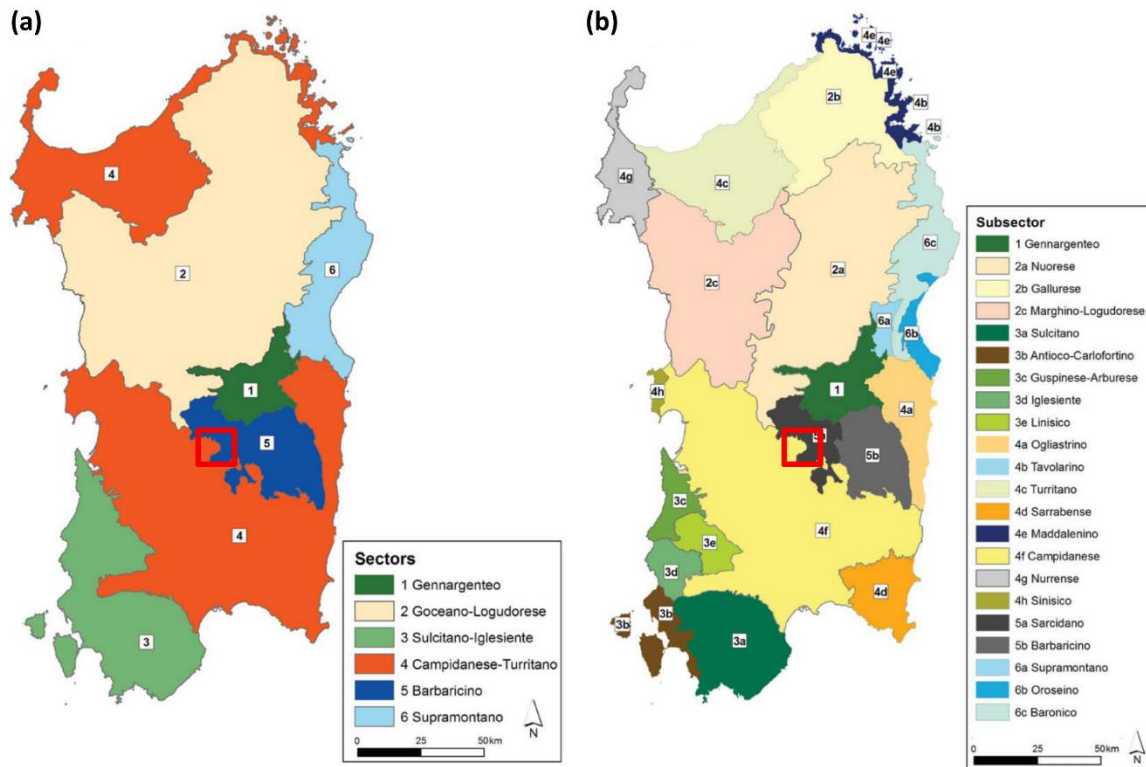 (a)
4
2
6
1
5
4
3
Sectors
1 Gennargenteo
2 Goceano-Logudorese
3 Sulcitano-Iglesiente
4 Campidanese-Turritano
5 Barbaricino
6 Supramontano
N
0 25 50km
(b)
4e
4e
4e
2b
4b
4b
4g
4c
6c
2a
2c
6a
6b
1
4h
4a
5b
3c
4f
3e
3d
4d
3b
3b
3a
Subsector
1 Gennargenteo
2a Nuorese
2b Gallurese
2c Marghino-Logudorese
3a Sulcitano
3b Antioco-Carlofortino
3c Guspinese-Arburese
3d Iglesiente
3e Linisico
4a Ogliastrino
4b Tavolarino
4c Turritano
4d Sarrabense
4e Maddalenino
4f Campidanese
4g Nurrense
4h Sinisico
5a Sarcidano
5b Barbaricino
6a Supramontano
6b Oroseino
6c Baronico
N
0 25 50km